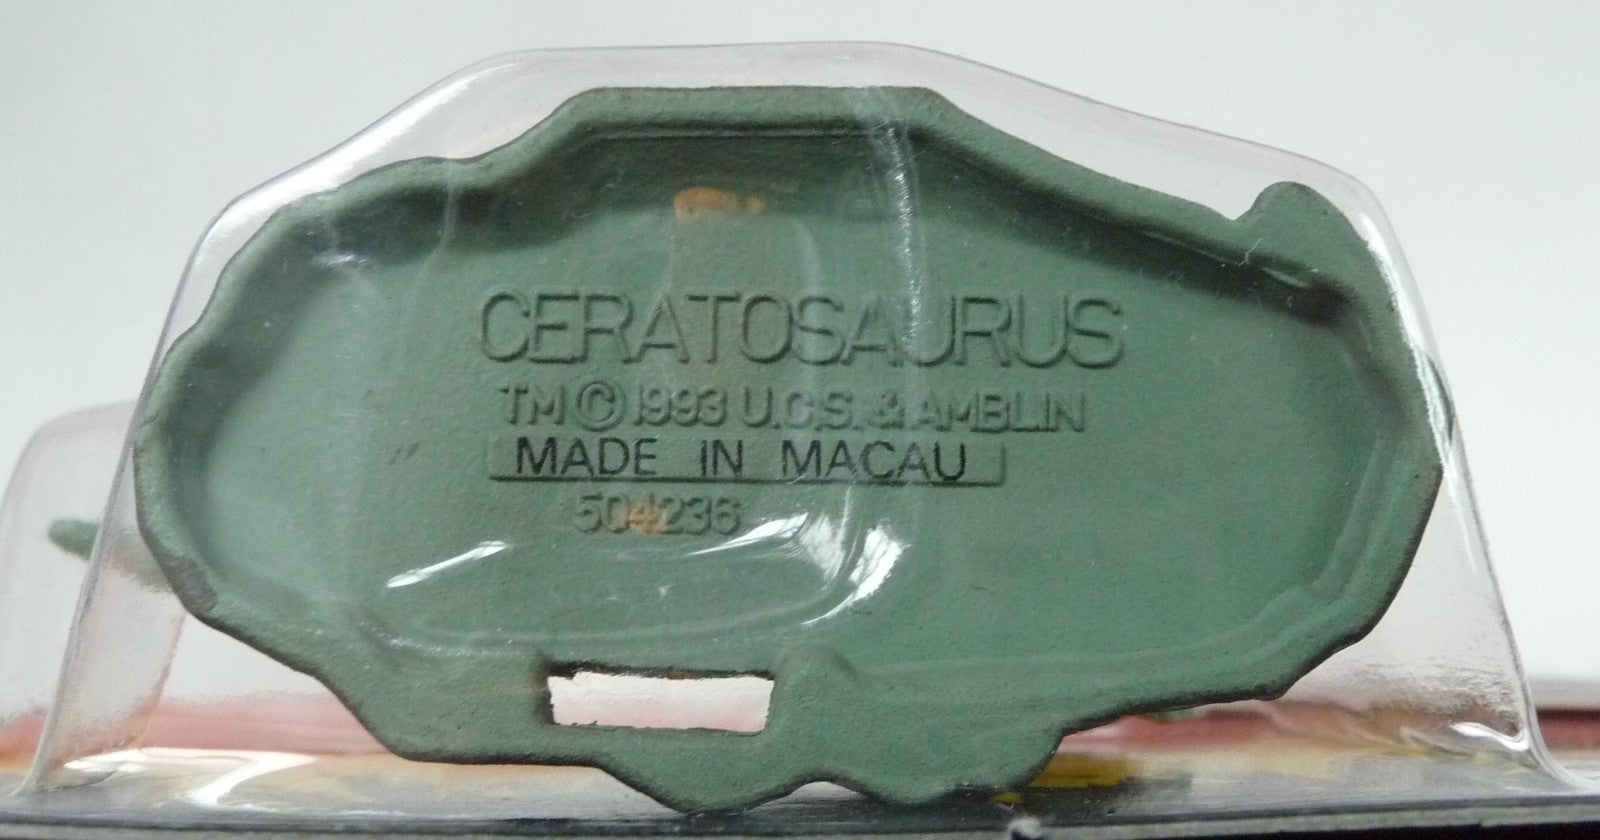 CERATOSAURUS
TM © 1993 U.C.S. & AMBLIN
MADE IN MACAU
504236